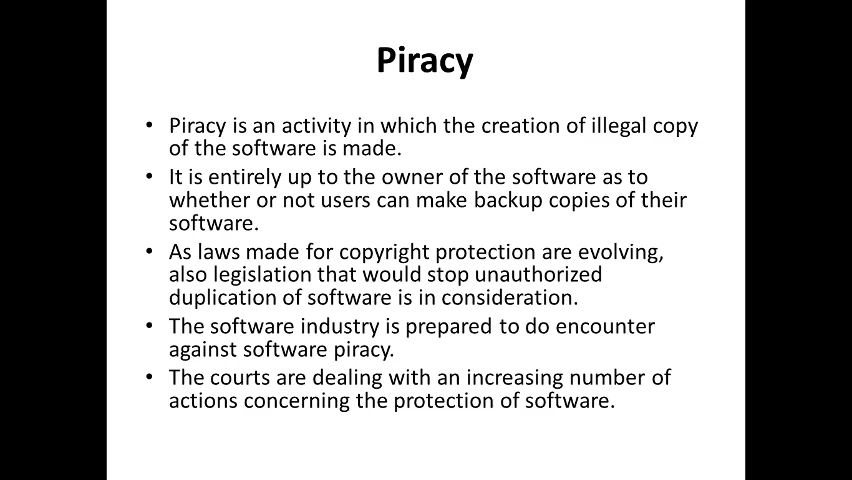 Piracy
• Piracy is an activity in which the creation of illegal copy
of the software is made.
• It is entirely up to the owner of the software as to
whether or not users can make backup copies of their
software.
• As laws made for copyright protection are evolving,
also legislation that would stop unauthorized
duplication of software is in consideration.
• The software industry is prepared to do encounter
against software piracy.
• The courts are dealing with an increasing number of
actions concerning the protection of software.